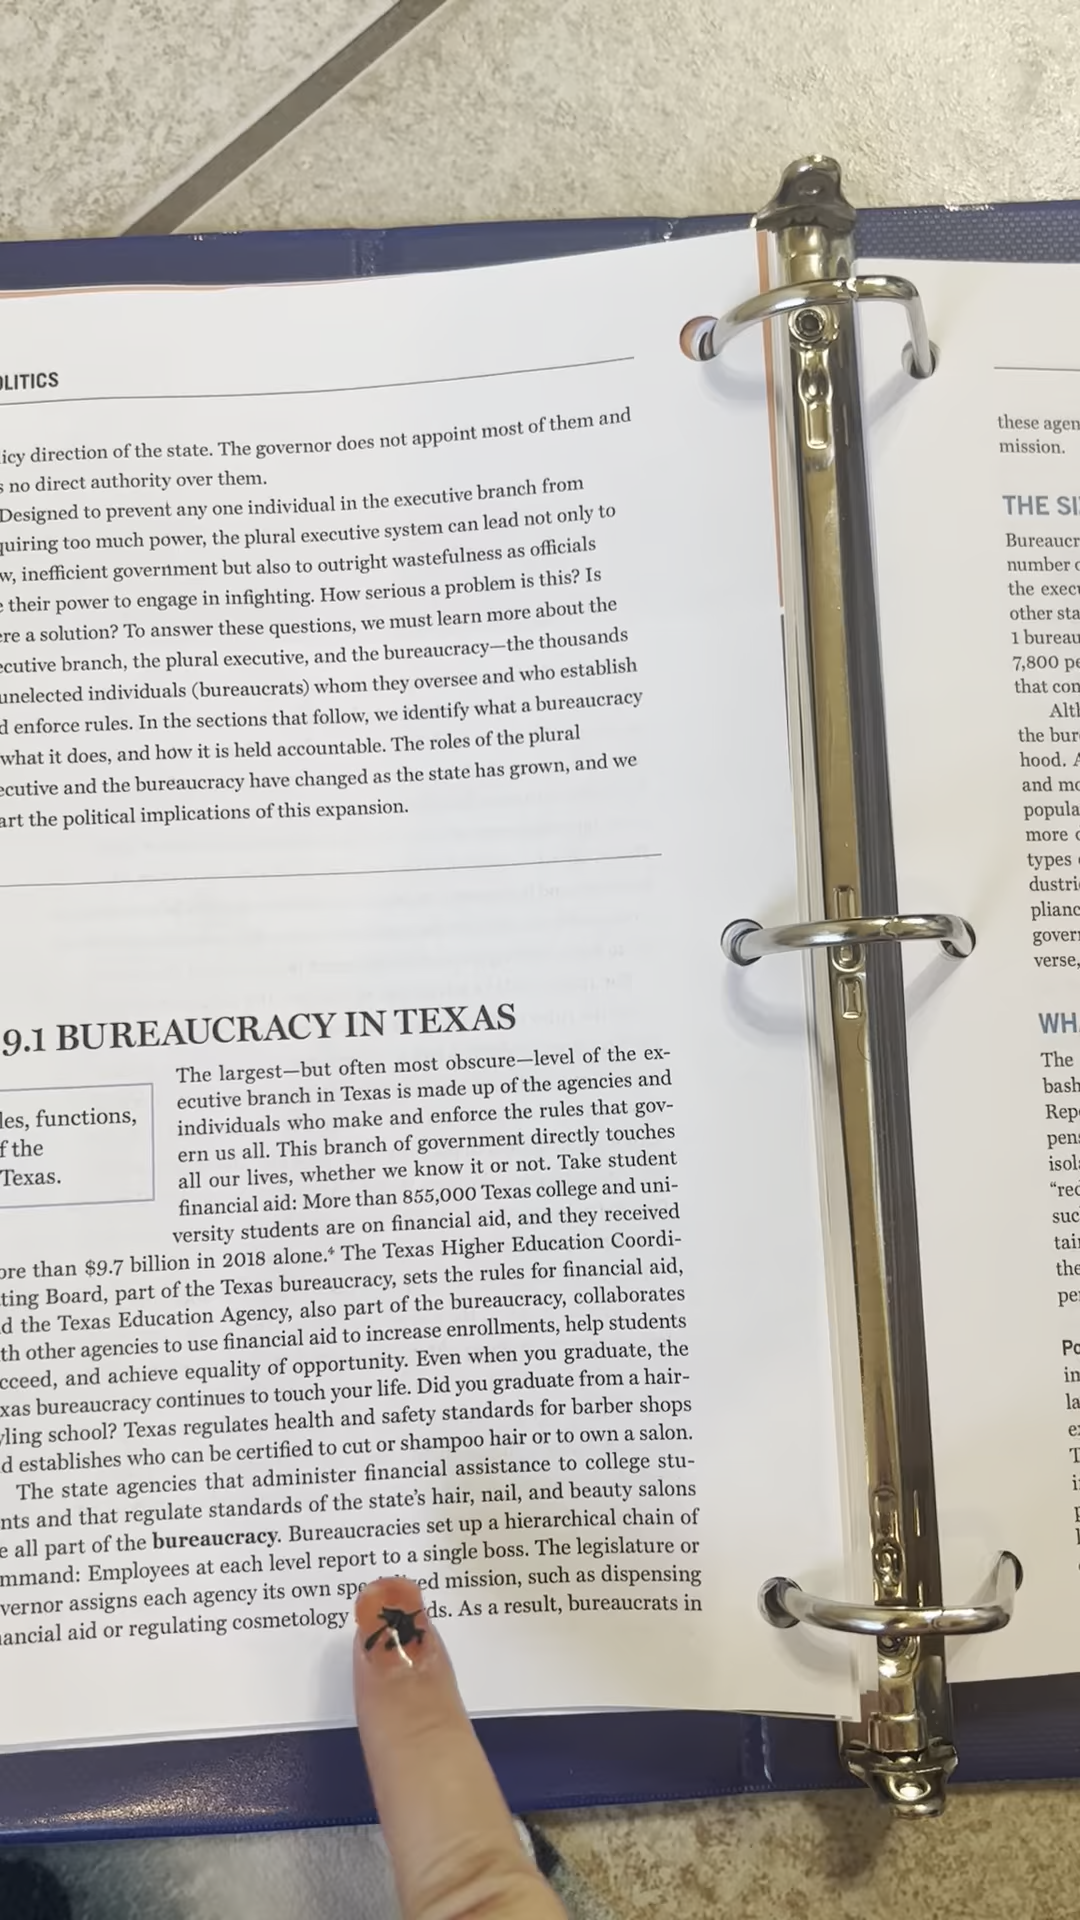 OLITICS
icy direction of the state. The governor does not appoint most of them and
s no direct authority over them.
Designed to prevent any one individual in the executive branch from
quiring too much power, the plural executive system can lead not only to
w, inefficient government but also to outright wastefulness as officials
e their power to engage in infighting. How serious a problem is this? Is
ere a solution? To answer these questions, we must learn more about the
ecutive branch, the plural executive, and the bureaucracy—the thousands
unelected individuals (bureaucrats) whom they oversee and who establish
d enforce rules. In the sections that follow, we identify what a bureaucracy
what it does, and how it is held accountable. The roles of the plural
ecutive and the bureaucracy have changed as the state has grown, and we
art the political implications of this expansion.
9.1 BUREAUCRACY IN TEXAS
les, functions,
f the
Texas.
The largest—but often most obscure—level of the ex-
ecutive branch in Texas is made up of the agencies and
individuals who make and enforce the rules that gov-
ern us all. This branch of government directly touches
all our lives, whether we know it or not. Take student
financial aid: More than 855,000 Texas college and uni-
versity students are on financial aid, and they received
ore than $9.7 billion in 2018 alone.⁴ The Texas Higher Education Coordi-
ting Board, part of the Texas bureaucracy, sets the rules for financial aid,
d the Texas Education Agency, also part of the bureaucracy, collaborates
th other agencies to use financial aid to increase enrollments, help students
cceed, and achieve equality of opportunity. Even when you graduate, the
xas bureaucracy continues to touch your life. Did you graduate from a hair-
yling school? Texas regulates health and safety standards for barber shops
d establishes who can be certified to cut or shampoo hair or to own a salon.
The state agencies that administer financial assistance to college stu-
nts and that regulate standards of the state's hair, nail, and beauty salons
e all part of the bureaucracy. Bureaucracies set up a hierarchical chain of
mmand: Employees at each level report to a single boss. The legislature or
vernor assigns each agency its own spe ed mission, such as dispensing
ancial aid or regulating cosmetology ds. As a result, bureaucrats in
these agen
mission.
THE SI
Bureaucr
number o
the execu
other sta
1 bureau
7,800 pe
that con
Alt
the bur
hood. A
and mo
popula
more c
types
dustri
plianc
govern
verse,
WHA
The
bash
Repo
pens
isola
"red
suc
tair
the
pe
Po
in
la
e
T
i